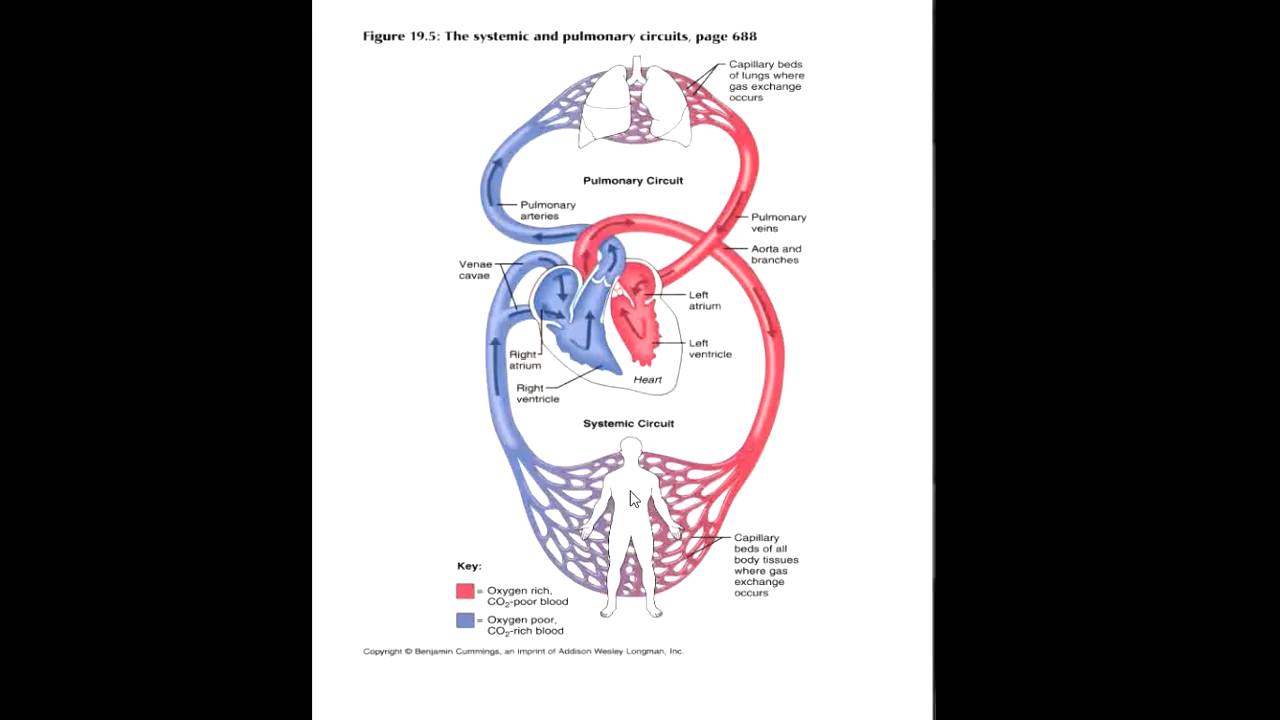 Figure 19.5: The systemic and pulmonary circuits, page 688
Capillary beds
of lungs where
gas exchange
occurs
Pulmonary Circuit
Pulmonary
arteries
Pulmonary
veins
Aorta and
branches
Venae
cavae
Left
atrium
Left
ventricle
Right
atrium
Right
ventricle
Heart
Systemic Circuit
Capillary
beds of all
body tissues
where gas
exchange
occurs
Key:
= Oxygen rich,
CO₂-poor blood
= Oxygen poor,
CO₂-rich blood
Copyright © Benjamin Cummings, an imprint of Addison Wesley Longman, Inc.